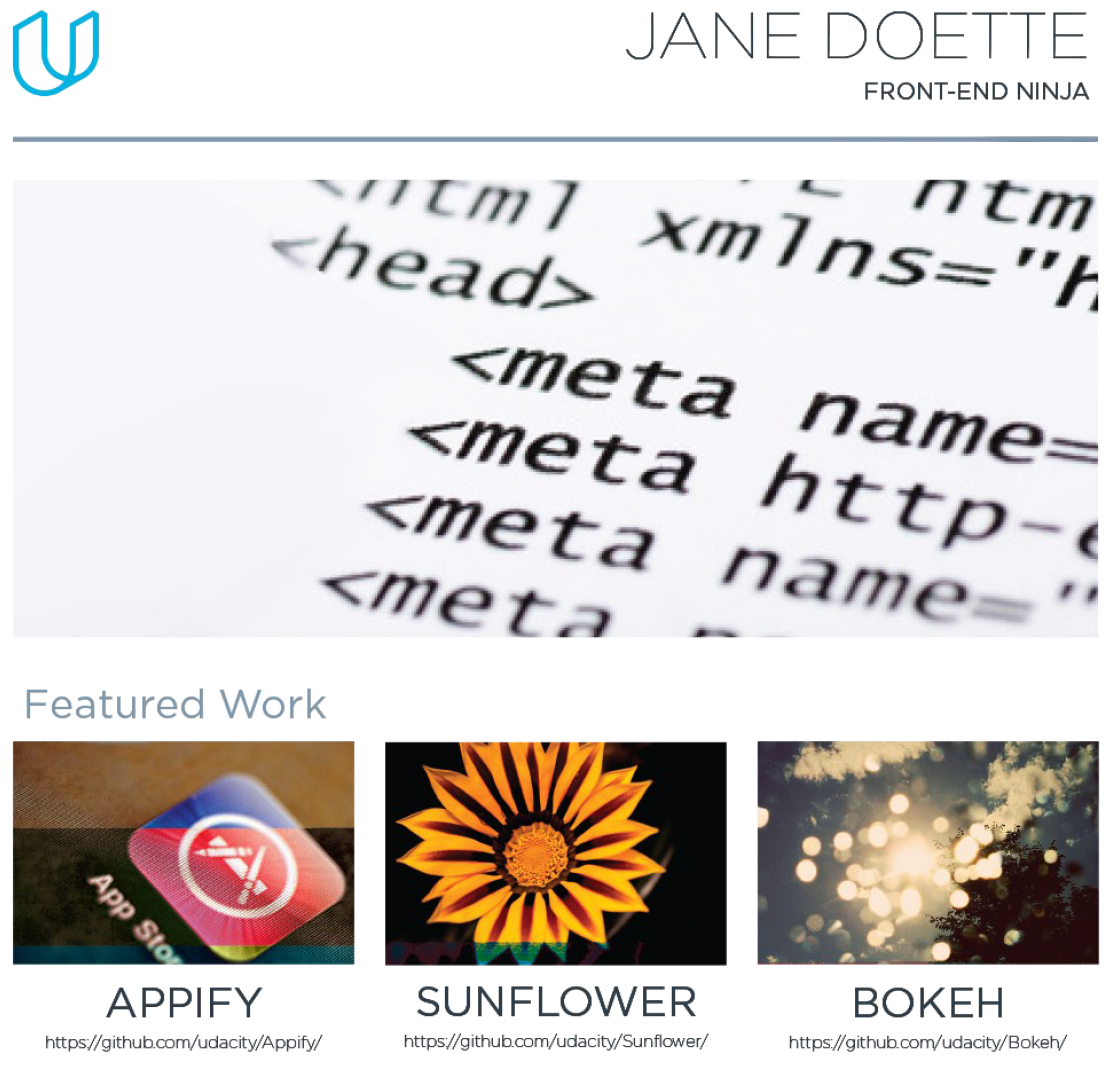 JANE DOETTE
FRONT-END NINJA
<html xmlns="h
<head>
<meta name=
<meta http-e
<meta name="
<meta
Featured Work
App Sto
APPIFY
SUNFLOWER
BOKEH
https://github.com/udacity/Appify/
https://github.com/udacity/Sunflower/
https://github.com/udacity/Bokeh/